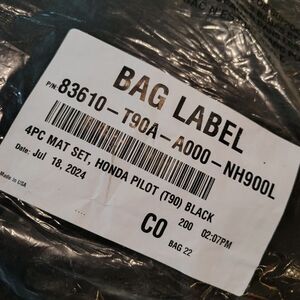 BAG LABEL
P/N: 83610-T90A-A000-NH900L
4PC MAT SET, HONDA PILOT (T90) BLACK
Date: Jul 18, 2024
200 02:07PM
Made in USA
CO
BAG 22